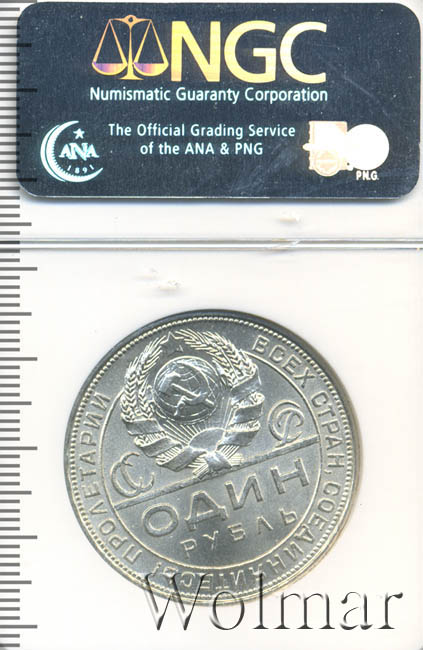 NGC
Numismatic Guaranty Corporation
The Official Grading Service
of the ANA & PNG
ANA
1891
P.N.G.
ПРОЛЕТАРИИ ВСЕХ СТРАН, СОЕДИНЯЙТЕСЬ!
СС СР
ОДИН
РУБЛЬ
Wolmar